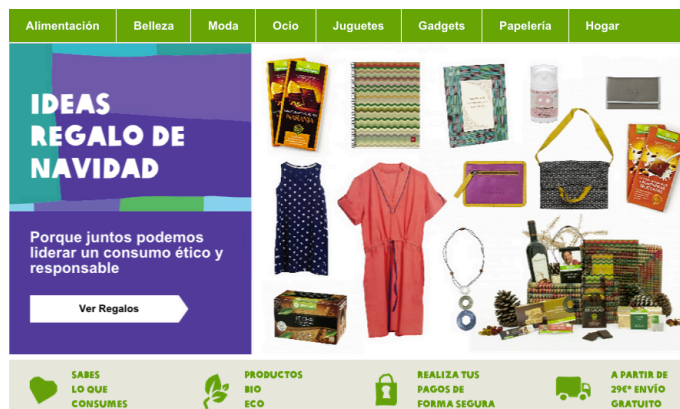 Alimentación Belleza Moda Ocio Juguetes Gadgets Papelería Hogar
IDEAS
REGALO DE
NAVIDAD
Porque juntos podemos
liderar un consumo ético y
responsable
Ver Regalos
NARANJA
SABES
LO QUE
CONSUMES
PRODUCTOS
BIO
ECO
REALIZA TUS
PAGOS DE
FORMA SEGURA
A PARTIR DE
29€* ENVÍO
GRATUITO